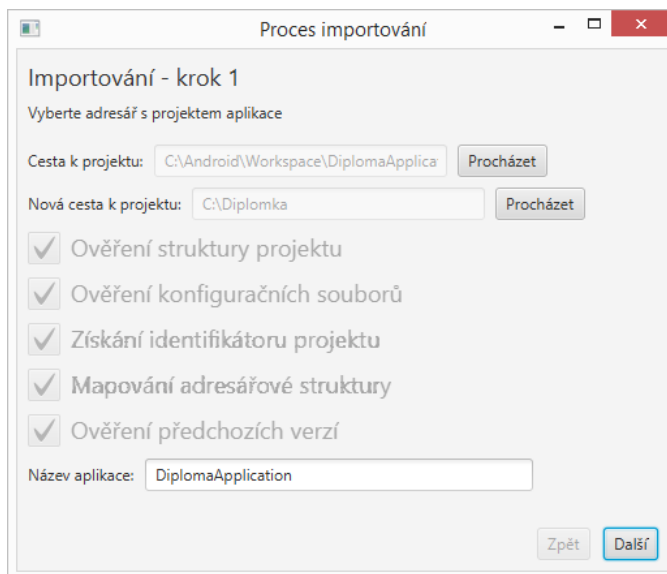 Proces importování
Importování - krok 1
Vyberte adresář s projektem aplikace
Cesta k projektu: C:\Android\Workspace\DiplomaApplica Procházet
Nová cesta k projektu: C:\Diplomka Procházet
Ověření struktury projektu
Ověření konfiguračních souborů
Získání identifikátoru projektu
Mapování adresářové struktury
Ověření předchozích verzí
Název aplikace: DiplomaApplication
Zpět Další